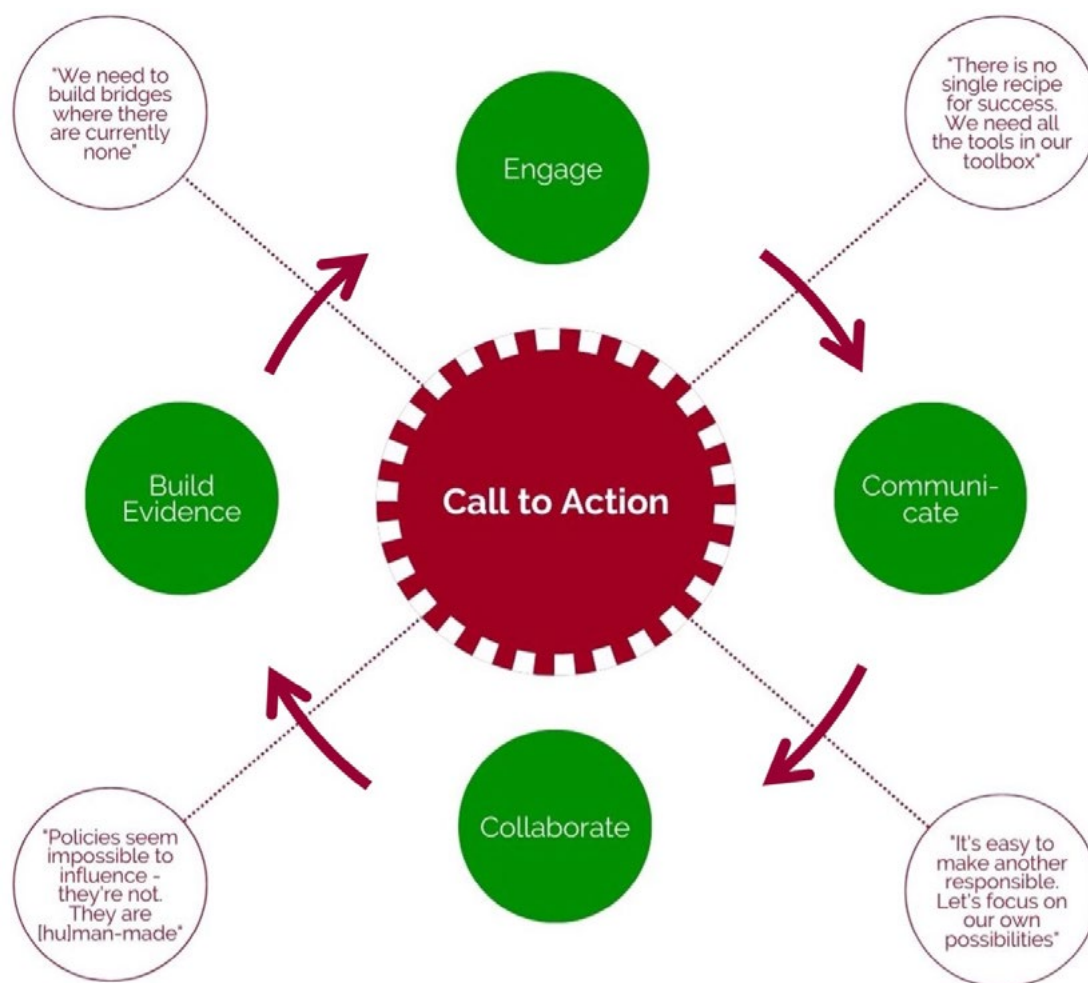 "We need to
build bridges
where there
are currently
none"
Engage
"There is no
single recipe
for success.
We need all
the tools in our
toolbox"
Build
Evidence
Call to Action
Communi-
cate
"Policies seem
impossible to
influence -
they're not.
They are
[hu]man-made"
Collaborate
"It's easy to
make another
responsible.
Let's focus on
our own
possibilities"